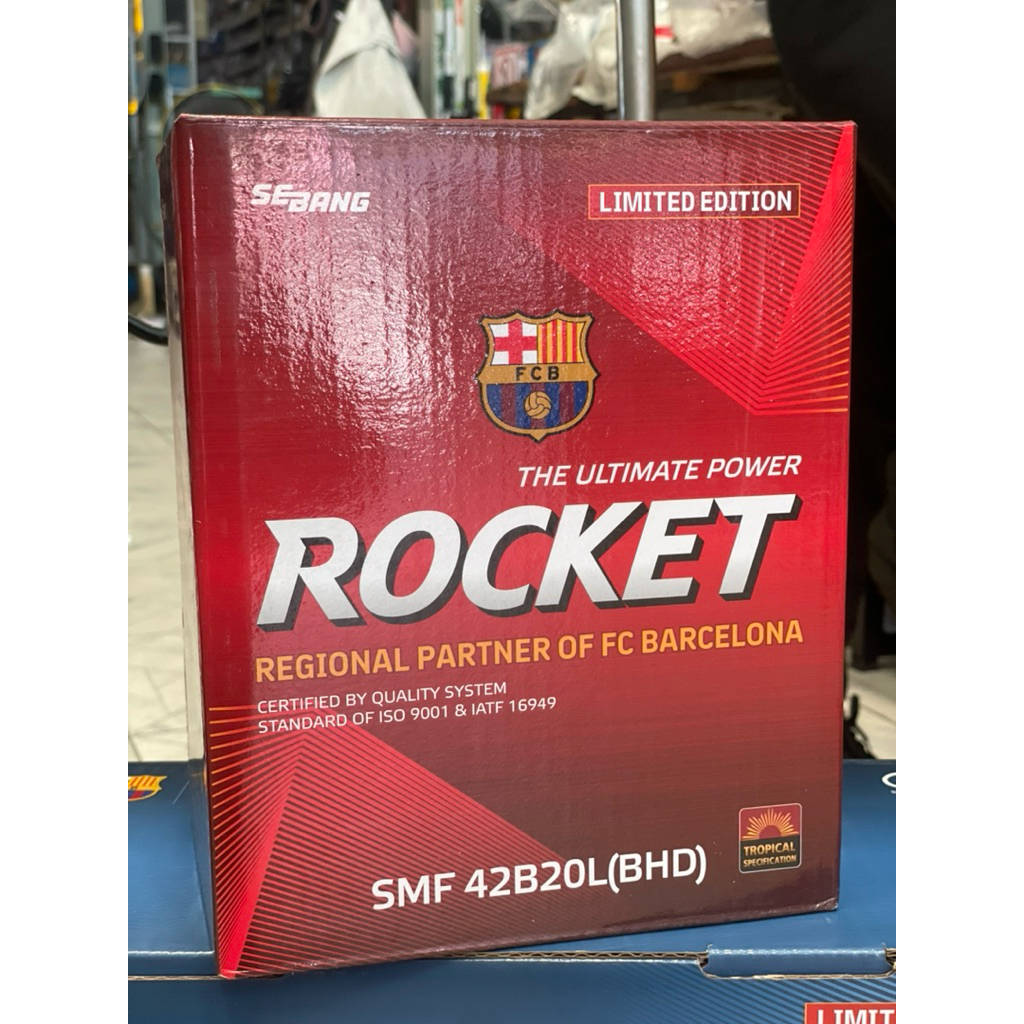 SEBANG
LIMITED EDITION
FCB
THE ULTIMATE POWER
ROCKET
REGIONAL PARTNER OF FC BARCELONA
CERTIFIED BY QUALITY SYSTEM
STANDARD OF ISO 9001 & IATF 16949
TROPICAL
SPECIFICATION
SMF 42B20L(BHD)
LIMIT